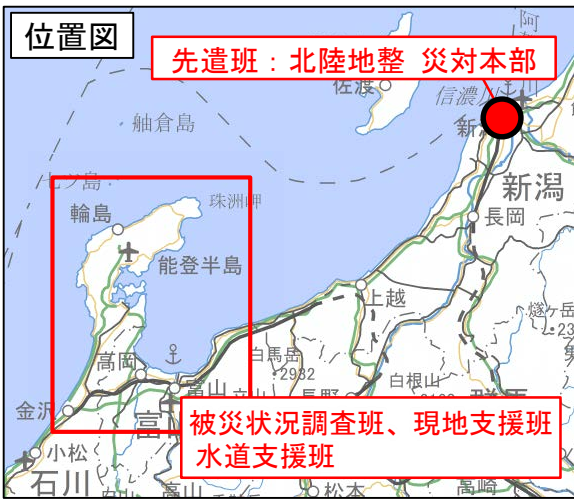 位置図
先遣班：北陸地整 災対本部
佐渡
信濃川
舳倉島
新潟
七ツ島
珠洲岬
輪島
長岡
能登半島
上越
高岡
白馬岳
2932
白根山
富山
金沢
被災状況調査班、現地支援班
水道支援班
小松
石川
松本
高崎